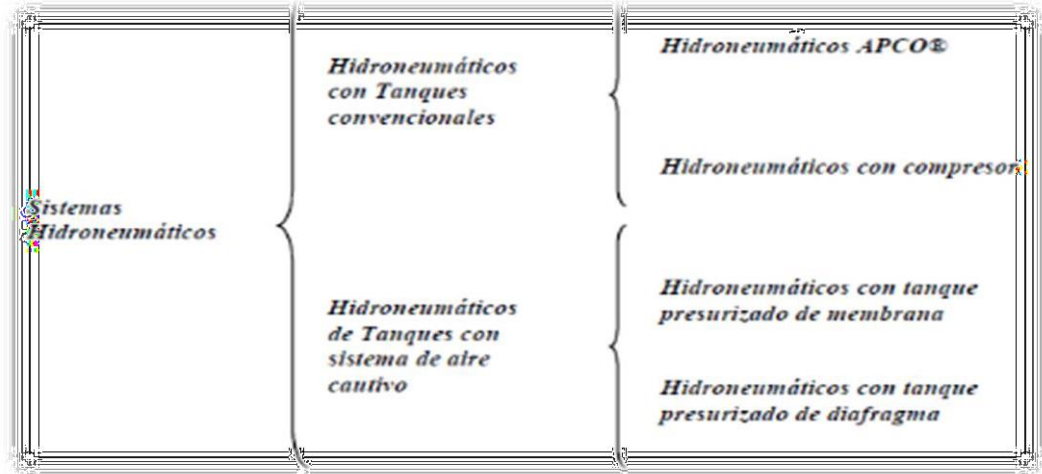 Sistemas
Hidroneumáticos
Hidroneumáticos
con Tanques
convencionales
Hidroneumáticos APCO®
Hidroneumáticos con compresor
Hidroneumáticos
de Tanques con
sistema de aire
cautivo
Hidroneumáticos con tanque
presurizado de membrana
Hidroneumáticos con tanque
presurizado de diafragma